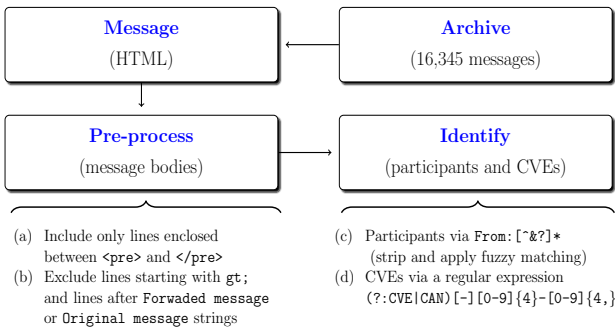 Message
(HTML)
Archive
(16,345 messages)
Pre-process
(message bodies)
Identify
(participants and CVEs)
(a) Include only lines enclosed
between <pre> and </pre>
(b) Exclude lines starting with gt;
and lines after Forwaded message
or Original message strings
(c) Participants via From:[^&?]*
(strip and apply fuzzy matching)
(d) CVEs via a regular expression
(?:CVE|CAN)[-][0-9]{4}-[0-9]{4,}